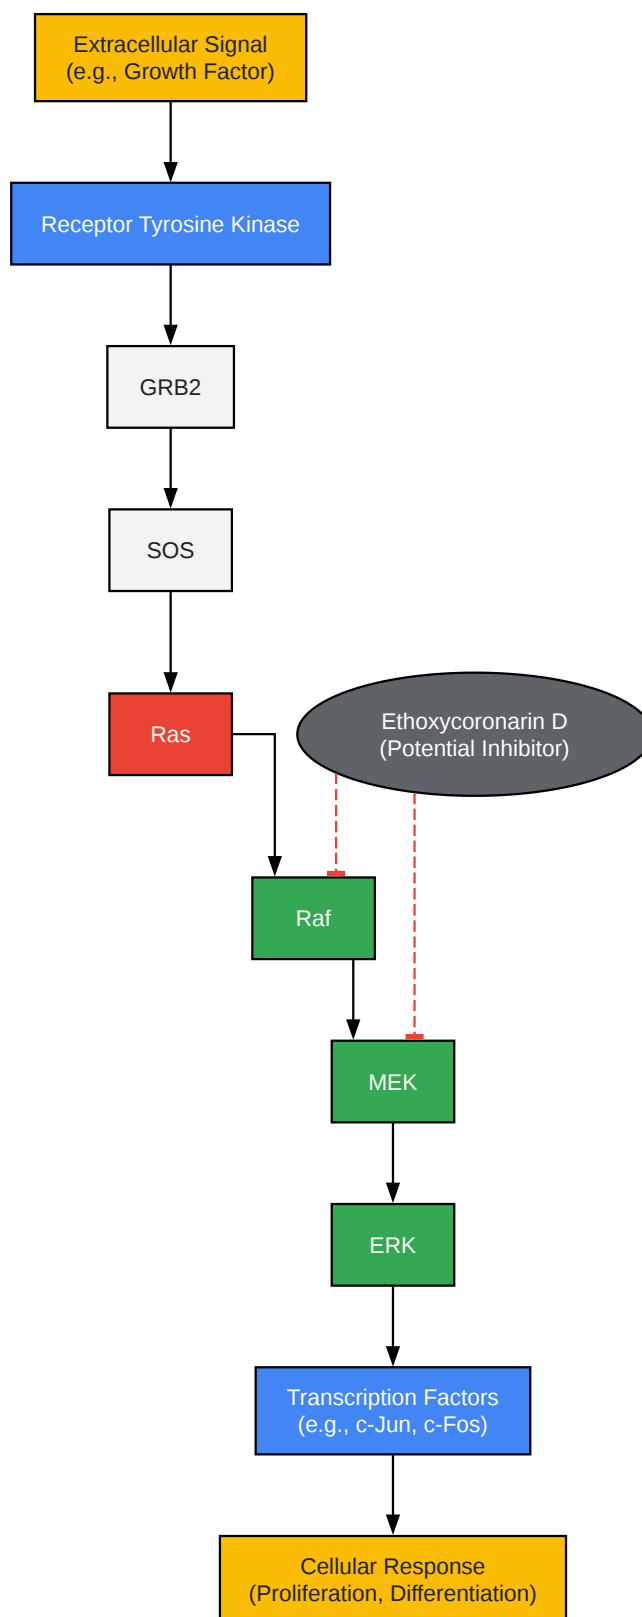 Extracellular Signal
(e.g., Growth Factor)
Receptor Tyrosine Kinase
GRB2
SOS
Ras
Ethoxycoronarin D
(Potential Inhibitor)
Raf
MEK
ERK
Transcription Factors
(e.g., c-Jun, c-Fos)
Cellular Response
(Proliferation, Differentiation)